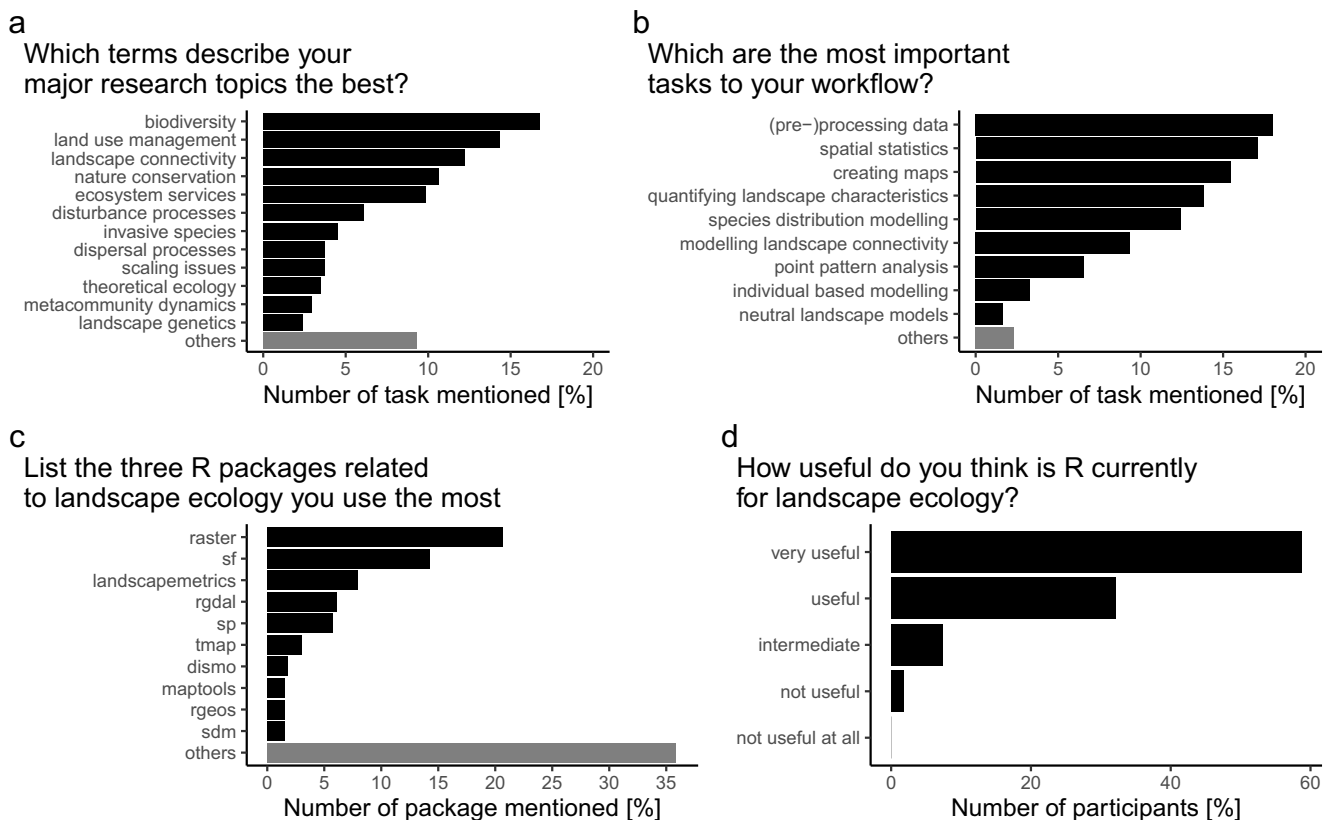 a
Which terms describe your
major research topics the best?
biodiversity
land use management
landscape connectivity
nature conservation
ecosystem services
disturbance processes
invasive species
dispersal processes
scaling issues
theoretical ecology
metacommunity dynamics
landscape genetics
others
0 5 10 15 20
Number of task mentioned [%]
b
Which are the most important
tasks to your workflow?
(pre−)processing data
spatial statistics
creating maps
quantifying landscape characteristics
species distribution modelling
modelling landscape connectivity
point pattern analysis
individual based modelling
neutral landscape models
others
0 5 10 15 20
Number of task mentioned [%]
c
List the three R packages related
to landscape ecology you use the most
raster
sf
landscapemetrics
rgdal
sp
tmap
dismo
maptools
rgeos
sdm
others
0 5 10 15 20 25 30 35
Number of package mentioned [%]
d
How useful do you think is R currently
for landscape ecology?
very useful
useful
intermediate
not useful
not useful at all
0 20 40 60
Number of participants [%]